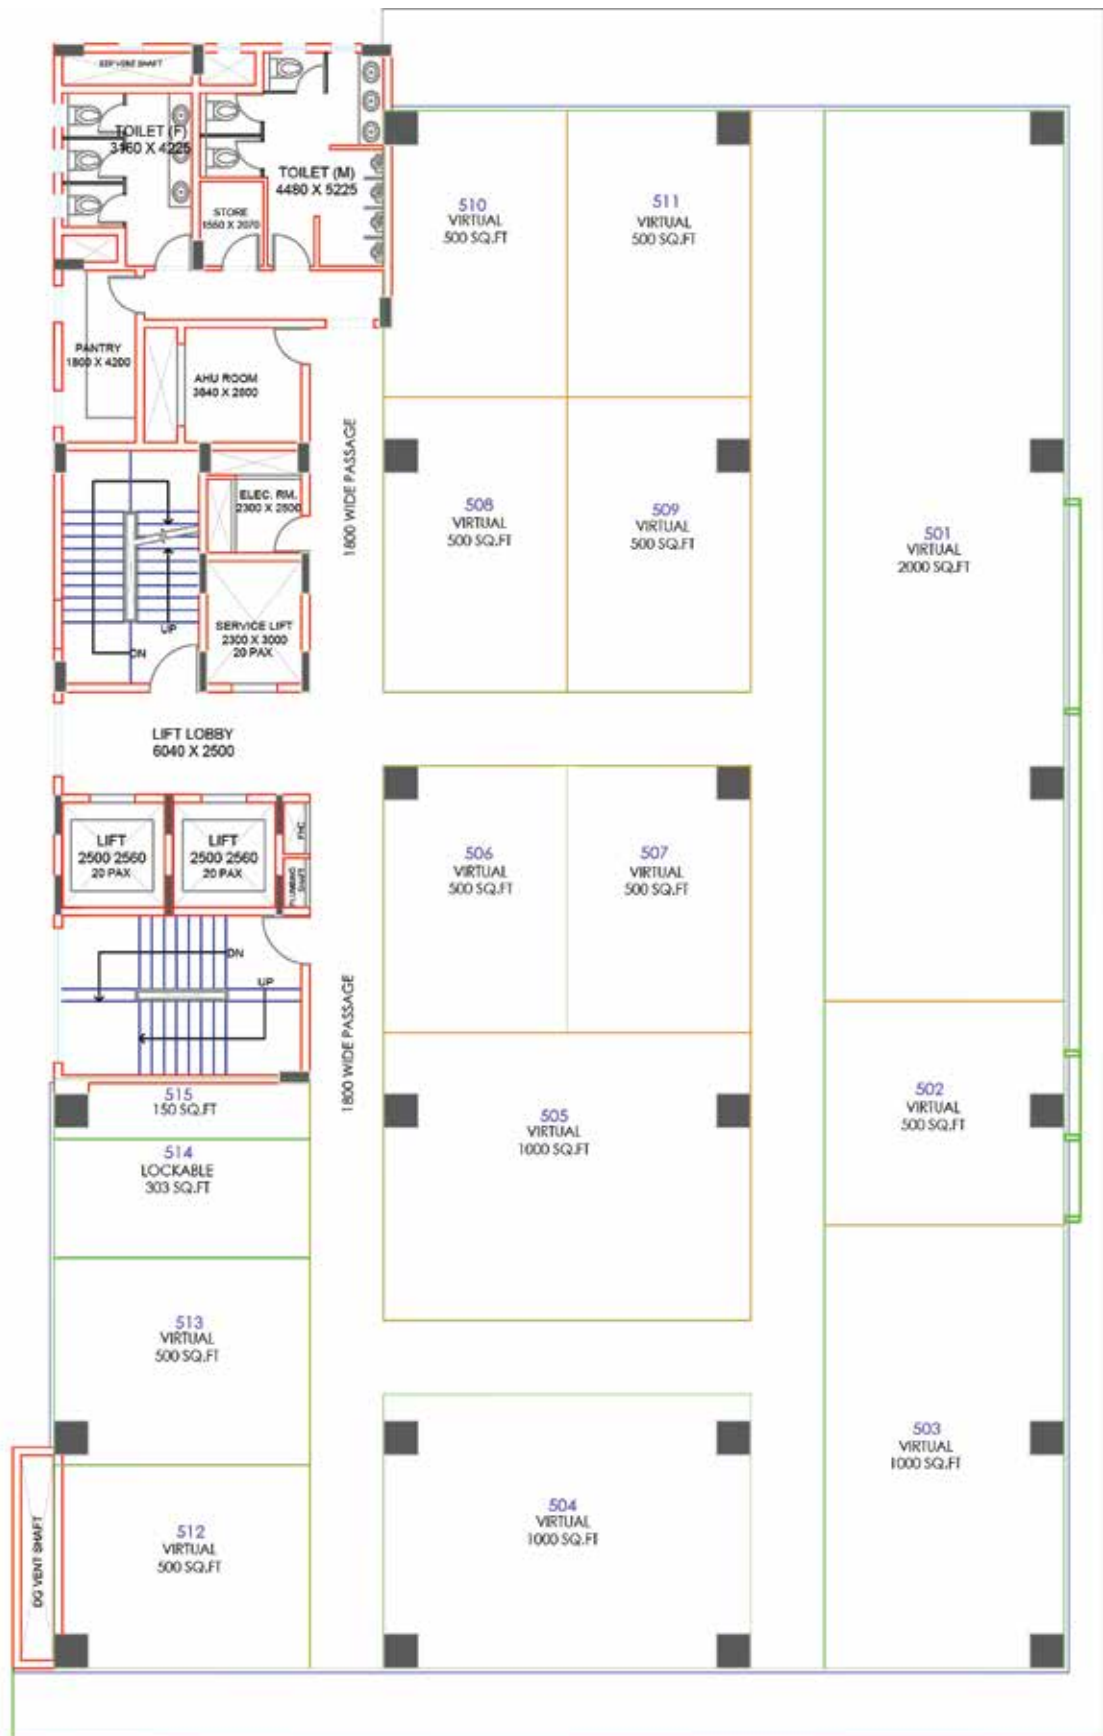 SER VENT SHAFT
TOILET (F)
3160 X 4225
TOILET (M)
4480 X 5225
STORE
1550 X 2070
510
VIRTUAL
500 SQ.FT
511
VIRTUAL
500 SQ.FT
PANTRY
1800 X 4200
AHU ROOM
3840 X 2800
1800 WIDE PASSAGE
ELEC. RM.
2300 X 2500
508
VIRTUAL
500 SQ.FT
509
VIRTUAL
500 SQ.FT
501
VIRTUAL
2000 SQ.FT
SERVICE LIFT
2300 X 3000
20 PAX
UP
DN
LIFT LOBBY
6040 X 2500
LIFT
2500 2560
20 PAX
LIFT
2500 2560
20 PAX
FHC
PLUMBING
SHAFT
506
VIRTUAL
500 SQ.FT
507
VIRTUAL
500 SQ.FT
DN
UP
1800 WIDE PASSAGE
515
150 SQ.FT
514
LOCKABLE
303 SQ.FT
505
VIRTUAL
1000 SQ.FT
502
VIRTUAL
500 SQ.FT
513
VIRTUAL
500 SQ.FT
503
VIRTUAL
1000 SQ.FT
504
VIRTUAL
1000 SQ.FT
512
VIRTUAL
500 SQ.FT
DG VENT SHAFT